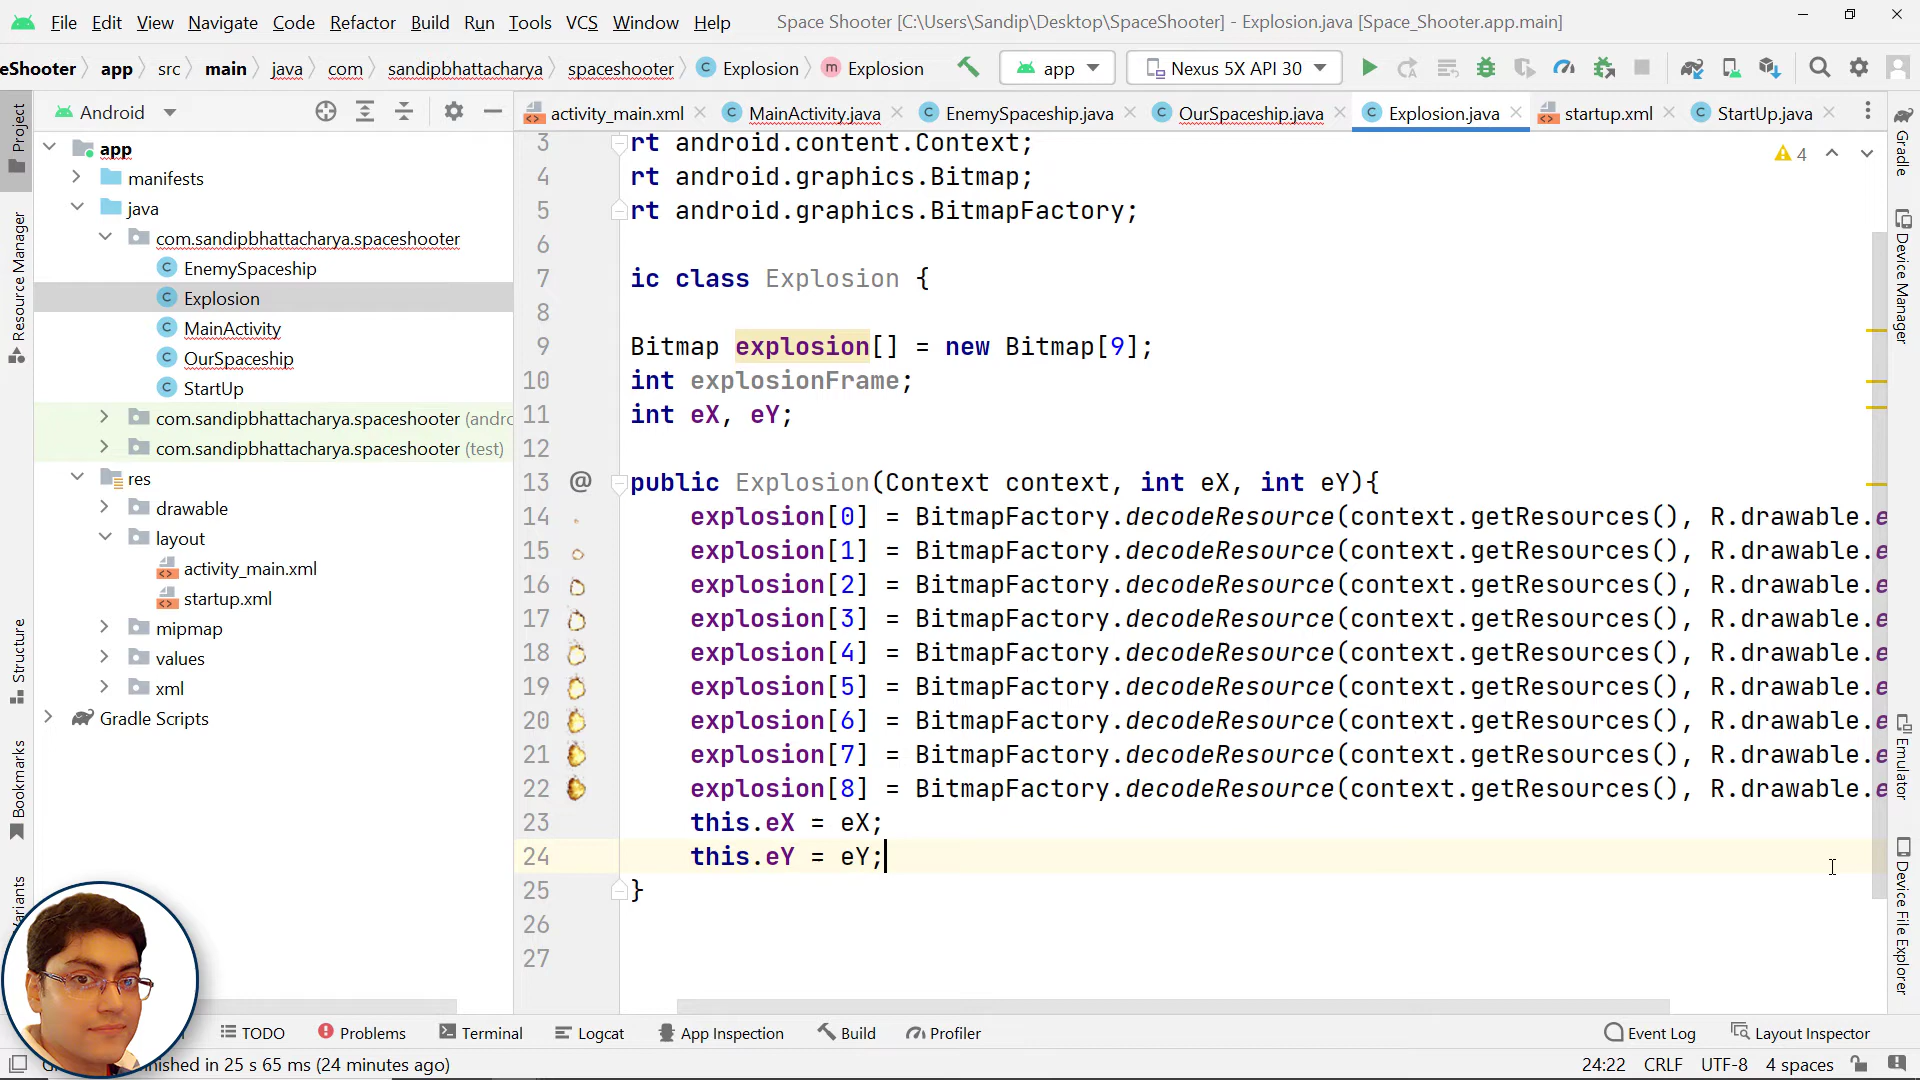 File Edit View Navigate Code Refactor Build Run Tools VCS Window Help Space Shooter [C:\Users\Sandip\Desktop\SpaceShooter] - Explosion.java [Space_Shooter.app.main]
eShooter app src main java com sandipbhattacharya spaceshooter Explosion Explosion app Nexus 5X API 30
Android
activity_main.xml MainActivity.java EnemySpaceship.java OurSpaceship.java Explosion.java startup.xml StartUp.java
Project
Resource Manager
Structure
Bookmarks
app
manifests
java
com.sandipbhattacharya.spaceshooter
EnemySpaceship
Explosion
MainActivity
OurSpaceship
StartUp
com.sandipbhattacharya.spaceshooter (andro
com.sandipbhattacharya.spaceshooter (test)
res
drawable
layout
activity_main.xml
startup.xml
mipmap
values
xml
Gradle Scripts
4
3 rt android.content.Context;
4 rt android.graphics.Bitmap;
5 rt android.graphics.BitmapFactory;
6
7 ic class Explosion {
8
9 Bitmap explosion[] = new Bitmap[9];
10 int explosionFrame;
11 int eX, eY;
12
13 @ public Explosion(Context context, int eX, int eY){
14 explosion[0] = BitmapFactory.decodeResource(context.getResources(), R.drawable.e
15 explosion[1] = BitmapFactory.decodeResource(context.getResources(), R.drawable.e
16 explosion[2] = BitmapFactory.decodeResource(context.getResources(), R.drawable.e
17 explosion[3] = BitmapFactory.decodeResource(context.getResources(), R.drawable.e
18 explosion[4] = BitmapFactory.decodeResource(context.getResources(), R.drawable.e
19 explosion[5] = BitmapFactory.decodeResource(context.getResources(), R.drawable.e
20 explosion[6] = BitmapFactory.decodeResource(context.getResources(), R.drawable.e
21 explosion[7] = BitmapFactory.decodeResource(context.getResources(), R.drawable.e
22 explosion[8] = BitmapFactory.decodeResource(context.getResources(), R.drawable.e
23 this.eX = eX;
24 this.eY = eY;
25 }
26
27
Gradle
Device Manager
Emulator
Device File Explorer
TODO Problems Terminal Logcat App Inspection Build Profiler Event Log Layout Inspector
nished in 25 s 65 ms (24 minutes ago) 24:22 CRLF UTF-8 4 spaces